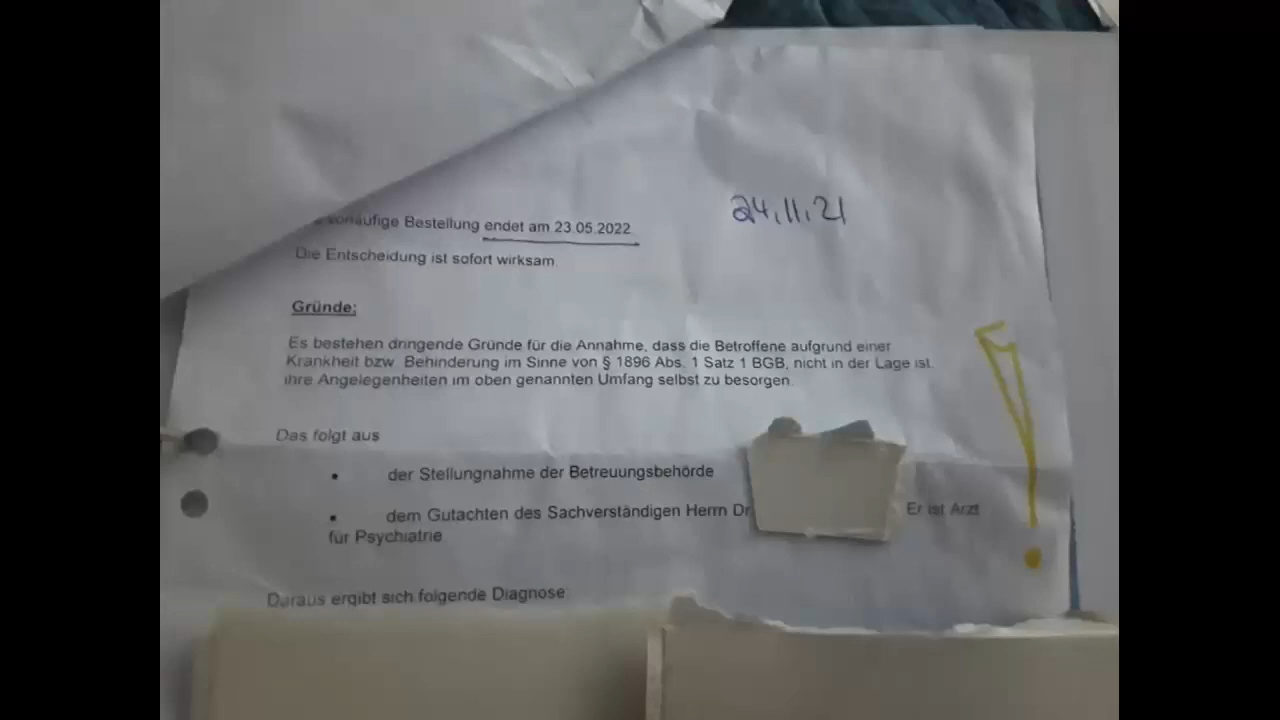 vorläufige Bestellung endet am 23.05.2022
24.11.21
Die Entscheidung ist sofort wirksam.
Gründe:
Es bestehen dringende Gründe für die Annahme, dass die Betroffene aufgrund einer
Krankheit bzw. Behinderung im Sinne von § 1896 Abs. 1 Satz 1 BGB, nicht in der Lage ist,
ihre Angelegenheiten im oben genannten Umfang selbst zu besorgen.
Das folgt aus
• der Stellungnahme der Betreuungsbehörde
• dem Gutachten des Sachverständigen Herrn Dr. Er ist Arzt
für Psychiatrie
Daraus ergibt sich folgende Diagnose: